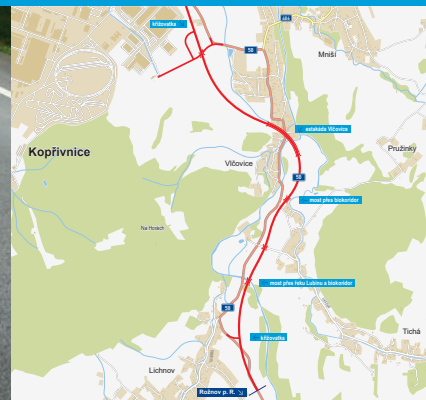 křižovatka
58
486
Mniší
estakáda Vlčovice
Kopřivnice
Pružinky
Vlčovice
58
most přes biokoridor
Na Horách
most přes řeku Lubinu a biokoridor
58
Tichá
křižovatka
Lichnov
Rožnov p. R.